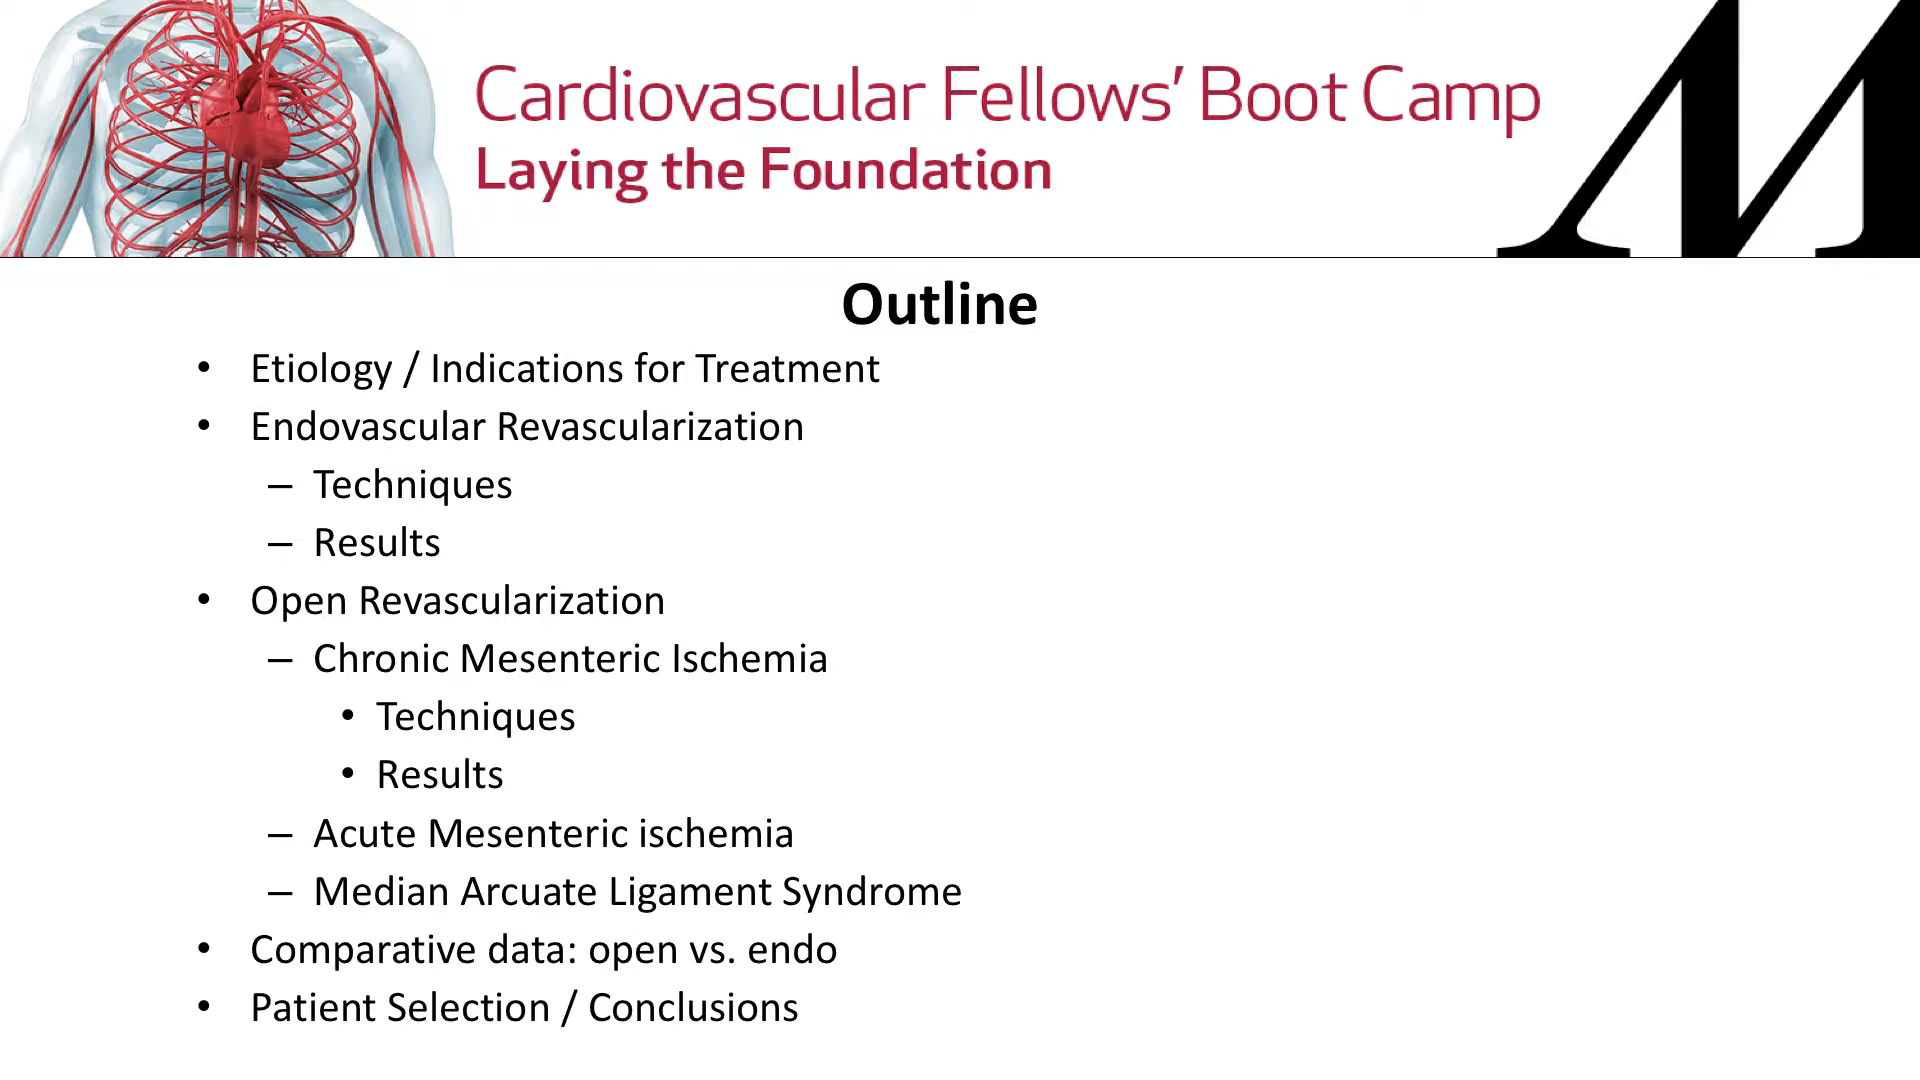 Cardiovascular Fellows' Boot Camp
Laying the Foundation
M
Outline
• Etiology / Indications for Treatment
• Endovascular Revascularization
– Techniques
– Results
• Open Revascularization
– Chronic Mesenteric Ischemia
• Techniques
• Results
– Acute Mesenteric ischemia
– Median Arcuate Ligament Syndrome
• Comparative data: open vs. endo
• Patient Selection / Conclusions